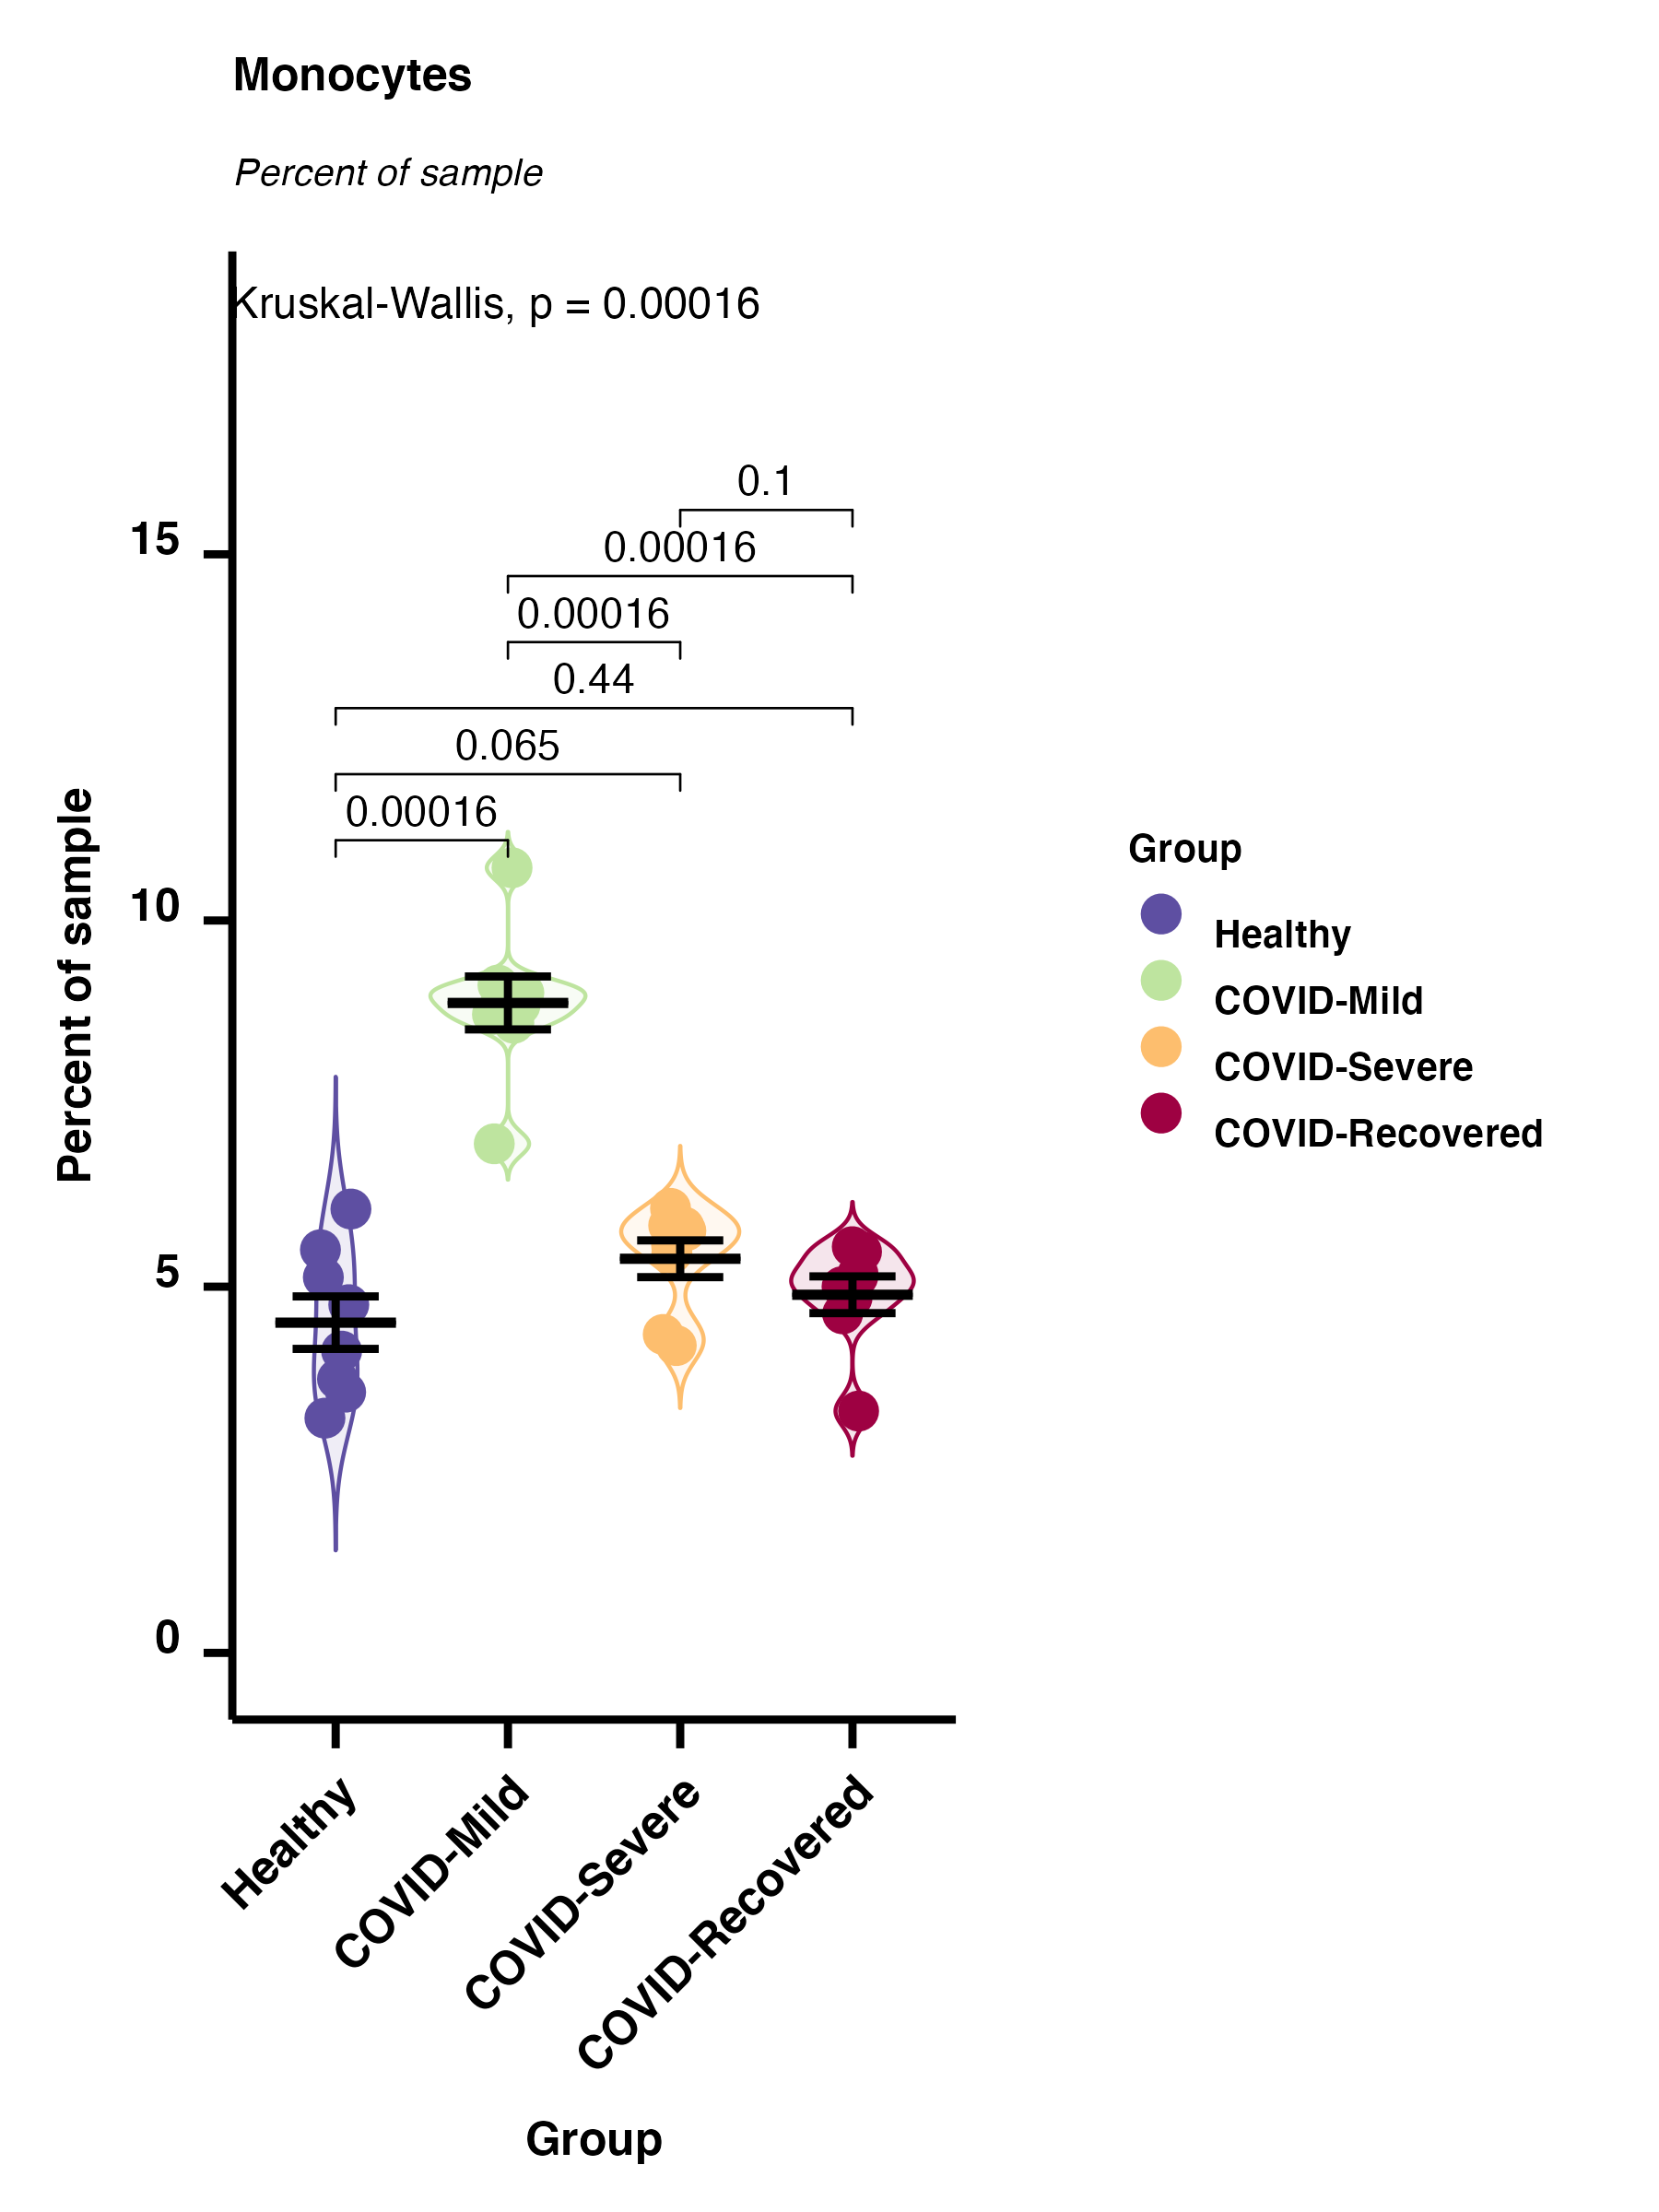 Monocytes
Percent of sample
Kruskal-Wallis, p = 0.00016
0.1
0.00016
0.00016
0.44
0.065
0.00016
15
10
5
0
Percent of sample
Healthy
COVID-Mild
COVID-Severe
COVID-Recovered
Group
Group
Healthy
COVID-Mild
COVID-Severe
COVID-Recovered